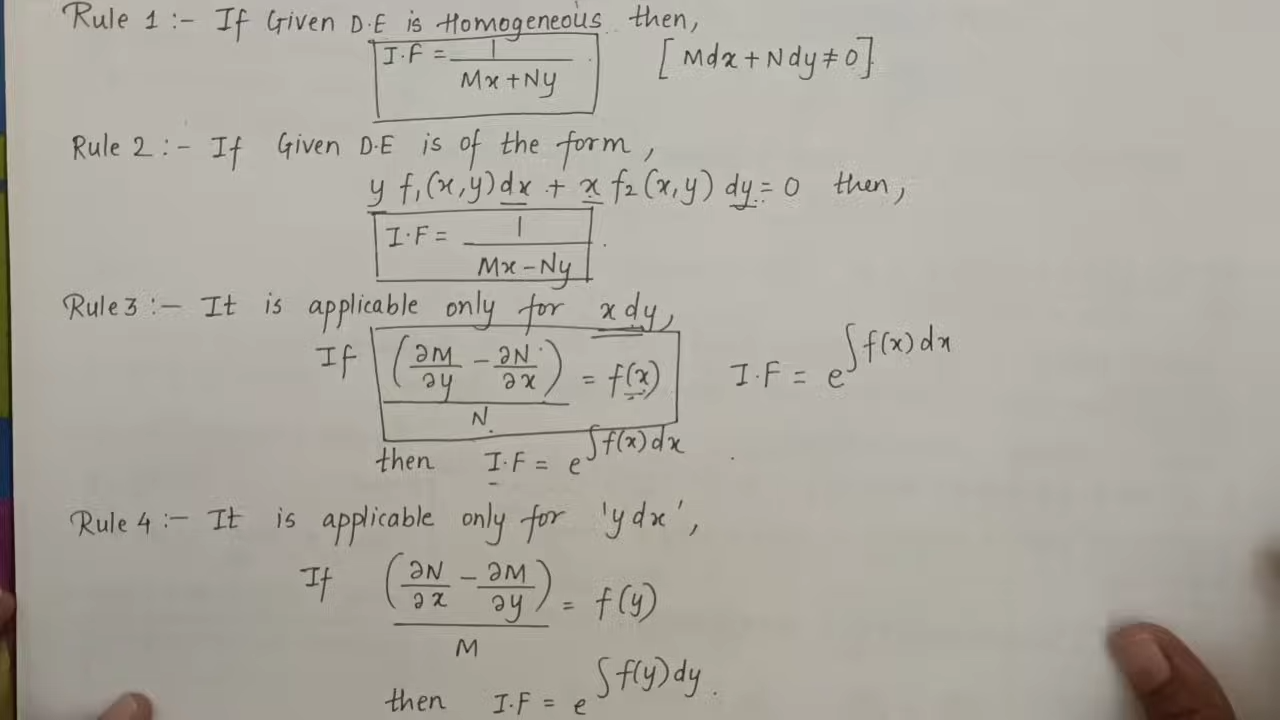 Rule 1 :- If Given D.E is Homogeneous then,
I.F = 1/(Mx+Ny) [Mdx+Ndy≠0]
Rule 2 :- If Given D.E is of the form,
y f₁(x,y)dx + x f₂(x,y) dy = 0 then,
I.F = 1/(Mx-Ny)
Rule 3 :- It is applicable only for x dy,
If (∂M/∂y - ∂N/∂x)/N = f(x) I.F = e^∫f(x)dx
then I.F = e^∫f(x)dx
Rule 4 :- It is applicable only for 'y dx',
If (∂N/∂x - ∂M/∂y)/M = f(y)
then I.F = e^∫f(y)dy.